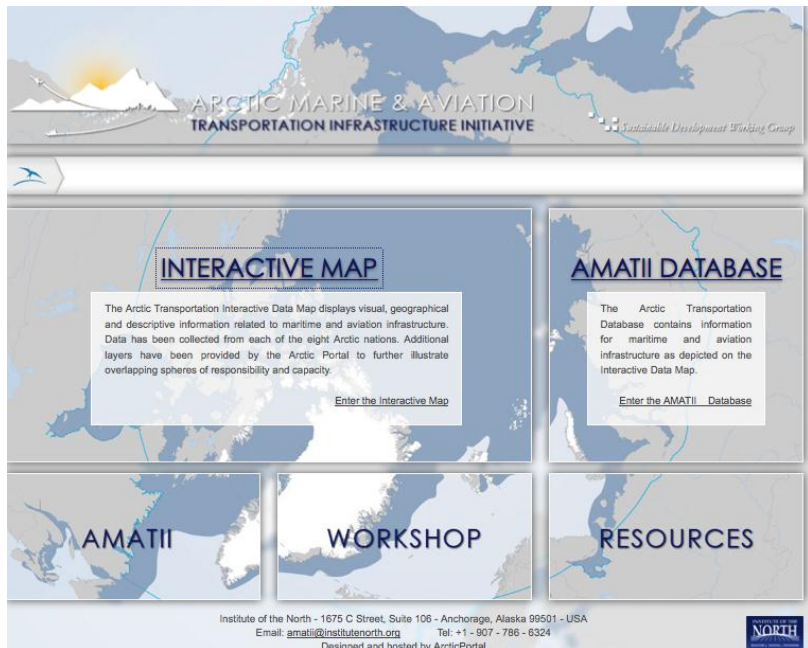 ARCTIC MARINE & AVIATION
TRANSPORTATION INFRASTRUCTURE INITIATIVE
Sustainable Development Working Group
INTERACTIVE MAP
The Arctic Transportation Interactive Data Map displays visual, geographical
and descriptive information related to maritime and aviation infrastructure.
Data has been collected from each of the eight Arctic nations. Additional
layers have been provided by the Arctic Portal to further illustrate
overlapping spheres of responsibility and capacity.
Enter the Interactive Map
AMATII DATABASE
The Arctic Transportation
Database contains information
for maritime and aviation
infrastructure as depicted on the
Interactive Data Map.
Enter the AMATII Database
AMATII
WORKSHOP
RESOURCES
Institute of the North - 1675 C Street, Suite 106 - Anchorage, Alaska 99501 - USA
Email: amatii@institutenorth.org Tel: +1 - 907 - 786 - 6324
Designed and hosted by ArcticPortal
INSTITUTE OF THE
NORTH